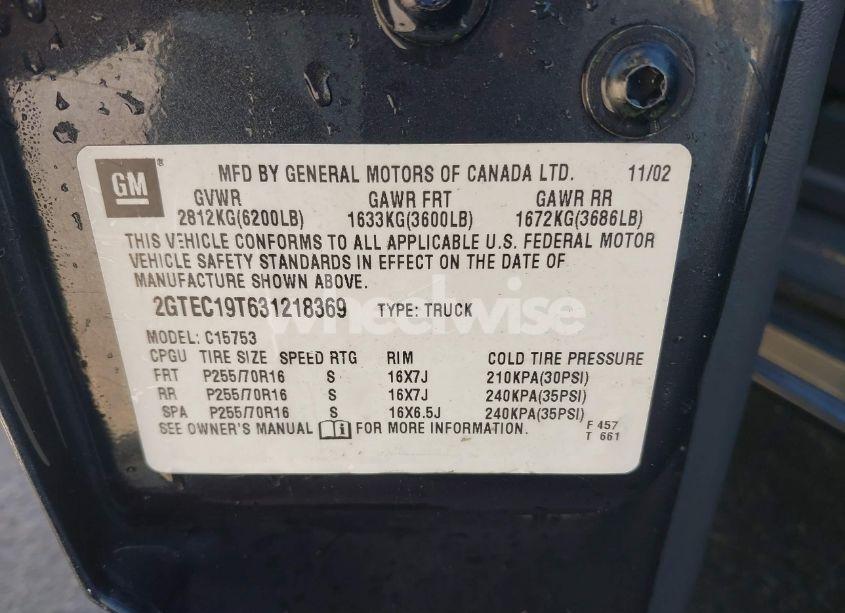 GM ®
MFD BY GENERAL MOTORS OF CANADA LTD. 11/02
GVWR GAWR FRT GAWR RR
2812KG(6200LB) 1633KG(3600LB) 1672KG(3686LB)
THIS VEHICLE CONFORMS TO ALL APPLICABLE U.S. FEDERAL MOTOR
VEHICLE SAFETY STANDARDS IN EFFECT ON THE DATE OF
MANUFACTURE SHOWN ABOVE.
2GTEC19T631218369 TYPE: TRUCK
wheelwise
MODEL: C15753
CPGU TIRE SIZE SPEED RTG RIM COLD TIRE PRESSURE
FRT P255/70R16 S 16X7J 210KPA(30PSI)
RR P255/70R16 S 16X7J 240KPA(35PSI)
SPA P255/70R16 S 16X6.5J 240KPA(35PSI)
SEE OWNER'S MANUAL i FOR MORE INFORMATION.
F 457
T 661